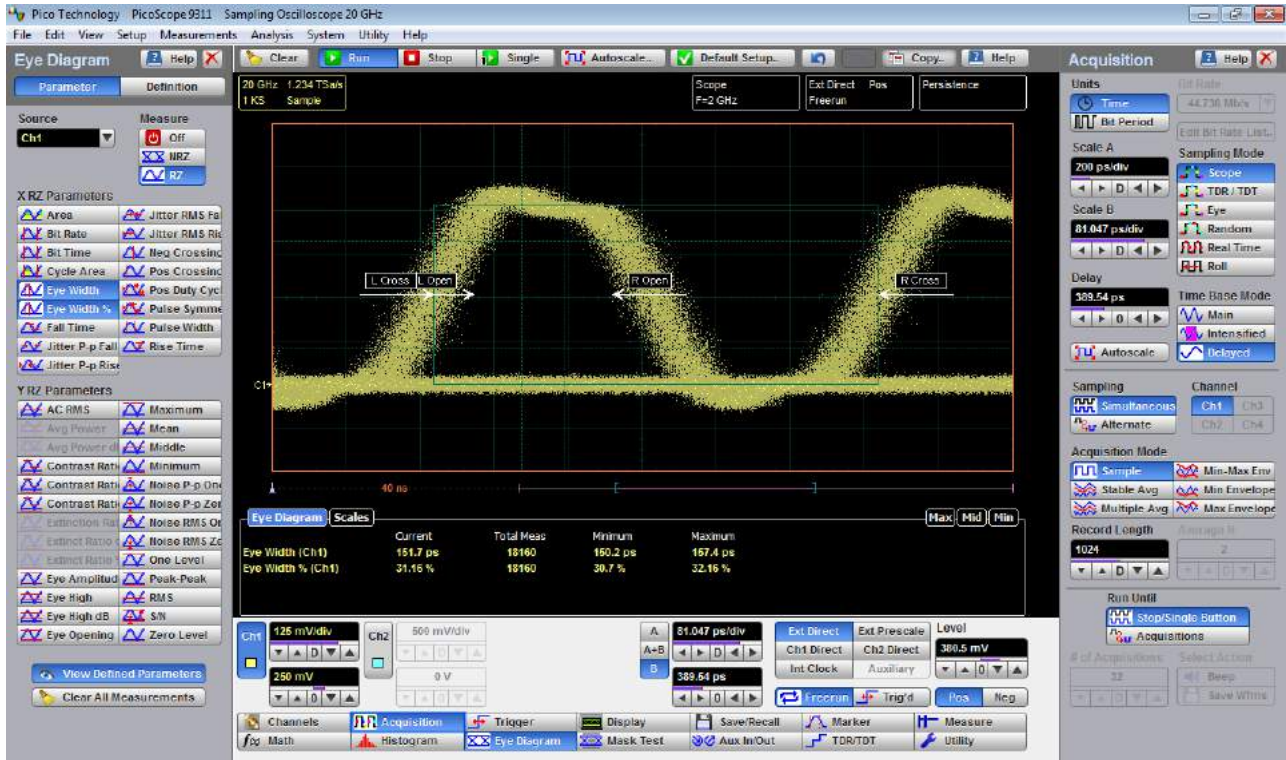 Pico Technology PicoScope 9311 Sampling Oscilloscope 20 GHz
File Edit View Setup Measurements Analysis System Utility Help
Eye Diagram Help
Clear Run Stop Single Autoscale... Default Setup... Copy... Help
Acquisition Help
Parameter Definition
Source Measure
Ch1 Off
NRZ
RZ
X RZ Parameters
Area Jitter RMS Fal
Bit Rate Jitter RMS Ris
Bit Time Neg Crossing
Cycle Area Pos Crossing
Eye Width Pos Duty Cyc
Eye Width % Pulse Symme
Fall Time Pulse Width
Jitter P-p Fall Rise Time
Jitter P-p Rise
Y RZ Parameters
AC RMS Maximum
Avg Power Mean
Avg Power d Middle
Contrast Rati Minimum
Contrast Rati Noise P-p One
Contrast Rati Noise P-p Zer
Extinction Rat Noise RMS On
Extinct Ratio Noise RMS Ze
Extinct Ratio One Level
Eye Amplitud Peak-Peak
Eye High RMS
Eye High dB S/N
Eye Opening Zero Level
View Defined Parameters
Clear All Measurements
20 GHz 1.234 TSa/s
1 KS Sample
Scope
F=2 GHz
Ext Direct Pos
Freerun
Persistence
L Cross L Open R Open R Cross
C1
40 ns
Eye Diagram Scales Max Mid Min
Current Total Meas Minimum Maximum
Eye Width (Ch1) 151.7 ps 18160 150.2 ps 157.4 ps
Eye Width % (Ch1) 31.16 % 18160 30.7 % 32.16 %
Ch1 125 mV/div
250 mV
Ch2 500 mV/div
0 V
A 81.047 ps/div
A+B
B 389.54 ps
Ext Direct Ext Prescale Level
Ch1 Direct Ch2 Direct 380.5 mV
Int Clock Auxiliary
Freerun Trig'd Pos Neg
Channels Acquisition Trigger Display Save/Recall Marker Measure
Math Histogram Eye Diagram Mask Test Aux In/Out TDR/TDT Utility
Units Bit Rate
Time 44.736 Mb/s
Bit Period Edit Bit Rate List...
Scale A Sampling Mode
200 ps/div Scope
TDR / TDT
Scale B Eye
81.047 ps/div Random
Real Time
Roll
Delay
389.54 ps Time Base Mode
Main
Intensified
Autoscale Delayed
Sampling Channel
Simultaneous Ch1 Ch3
Alternate Ch2 Ch4
Acquisition Mode
Sample Min-Max Env
Stable Avg Min Envelope
Multiple Avg Max Envelope
Record Length Average N
1024 2
Run Until
Stop/Single Button
Acquisitions
# of Acquisitions Select Action
32 Beep
Save Wfms